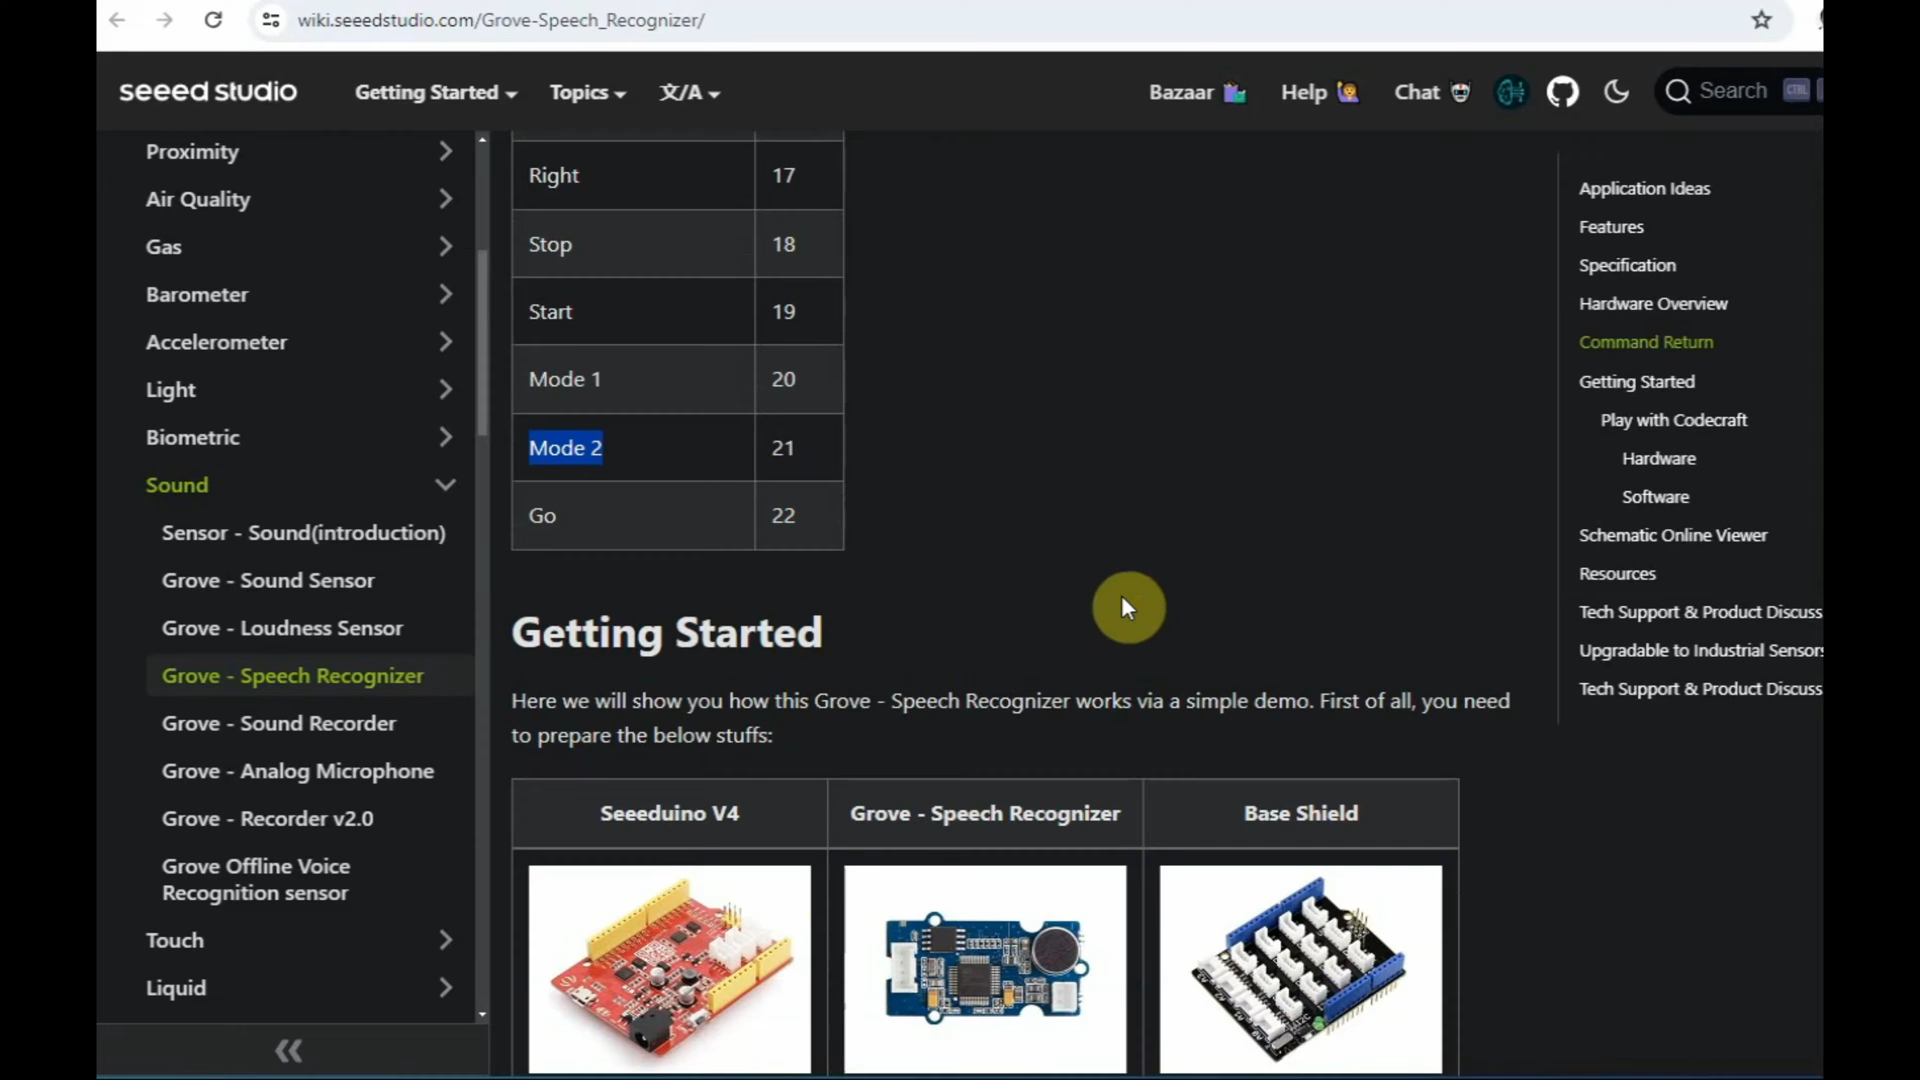 wiki.seeedstudio.com/Grove-Speech_Recognizer/
seeed studio
Getting Started
Topics
文/A
Bazaar
Help
Chat
Search
CTRL
Proximity
Air Quality
Gas
Barometer
Accelerometer
Light
Biometric
Sound
Sensor - Sound(introduction)
Grove - Sound Sensor
Grove - Loudness Sensor
Grove - Speech Recognizer
Grove - Sound Recorder
Grove - Analog Microphone
Grove - Recorder v2.0
Grove Offline Voice
Recognition sensor
Touch
Liquid
Right 17
Stop 18
Start 19
Mode 1 20
Mode 2 21
Go 22
Getting Started
Here we will show you how this Grove - Speech Recognizer works via a simple demo. First of all, you need
to prepare the below stuffs:
Seeeduino V4
Grove - Speech Recognizer
Base Shield
Application Ideas
Features
Specification
Hardware Overview
Command Return
Getting Started
Play with Codecraft
Hardware
Software
Schematic Online Viewer
Resources
Tech Support & Product Discuss
Upgradable to Industrial Sensors
Tech Support & Product Discuss